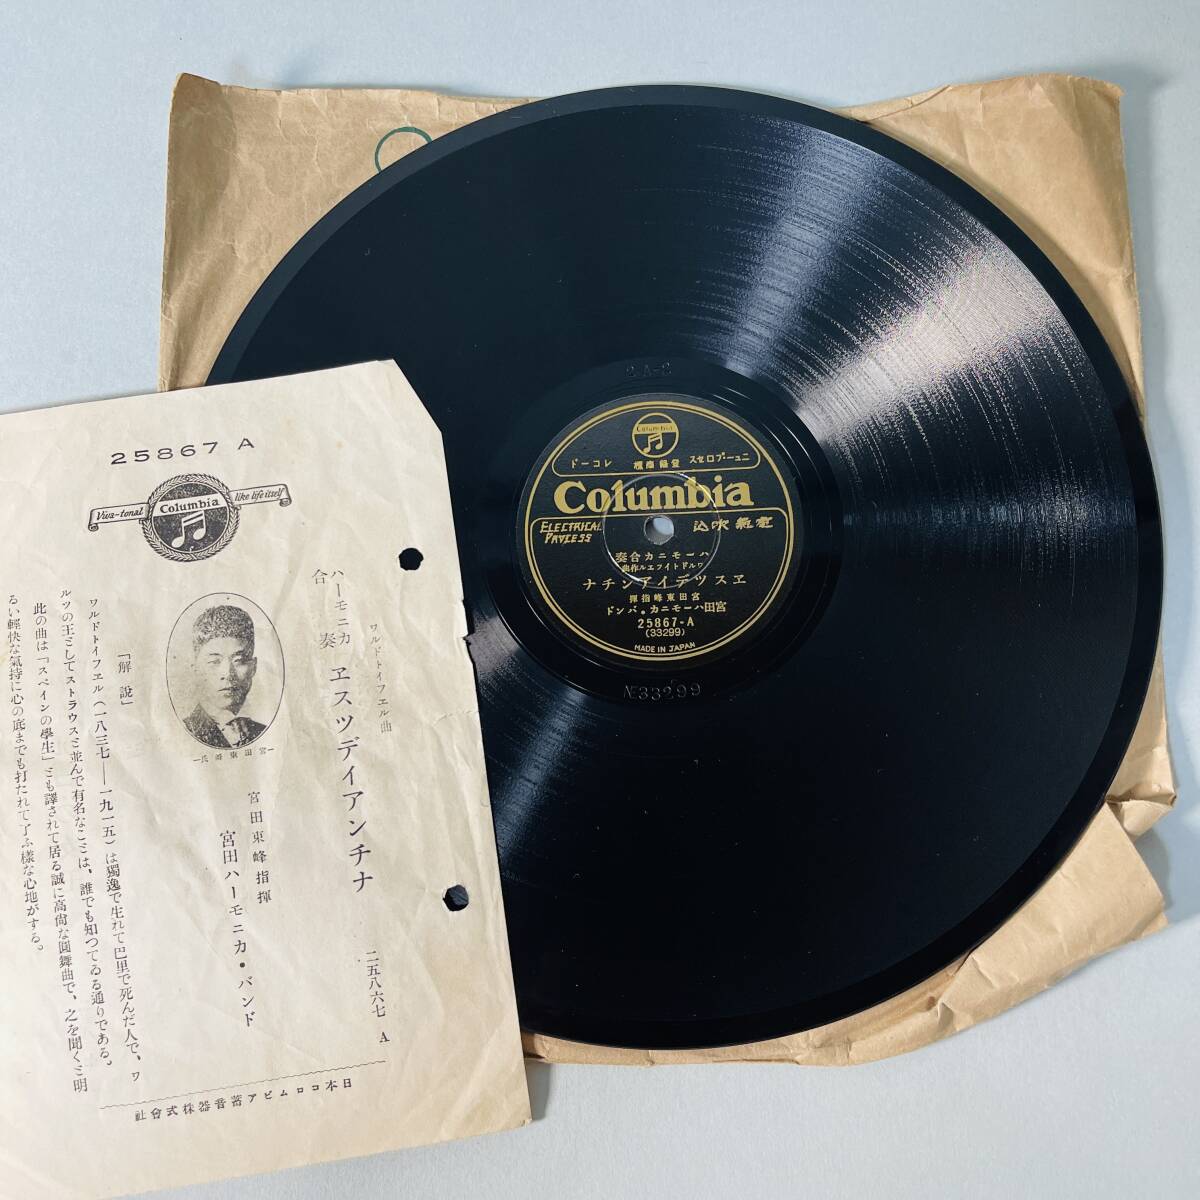 25867 A
Viva-tonal Columbia like life itself
ワルドトイフエル曲
ハーモニカ合奏 ヱスツデイアンチナ 二五八六七 A
宮田東峰指揮
宮田ハーモニカ・バンド
—宮田東峰氏—
「解說」
ワルドトイフヱル(一八三七——一九一五)は獨逸で生れて巴里で死んだ人で、ワ
ルツの王としてストラウスと並んで有名なことは、誰でも知つてゐる通りである。
此の曲は「スペインの學生」とも譯されて居る誠に高尙な圓舞曲で、之を聞くと明
るい輕快な氣持に心の底までも打たれて了ふ樣な心地がする。
社會式株器音蓄アビムロコ本日
2-A-2
Columbia
ドーコレ 標商錄登 スセロプーュニ
Columbia
ELECTRICAL PROCESS
込吹氣電
奏合カニモーハ
曲作ルエフイトドルワ
ナチンアイデツスヱ
揮指峰東田宮
ドンバ・カニモーハ田宮
25867-A
(33299)
MADE IN JAPAN
№33299